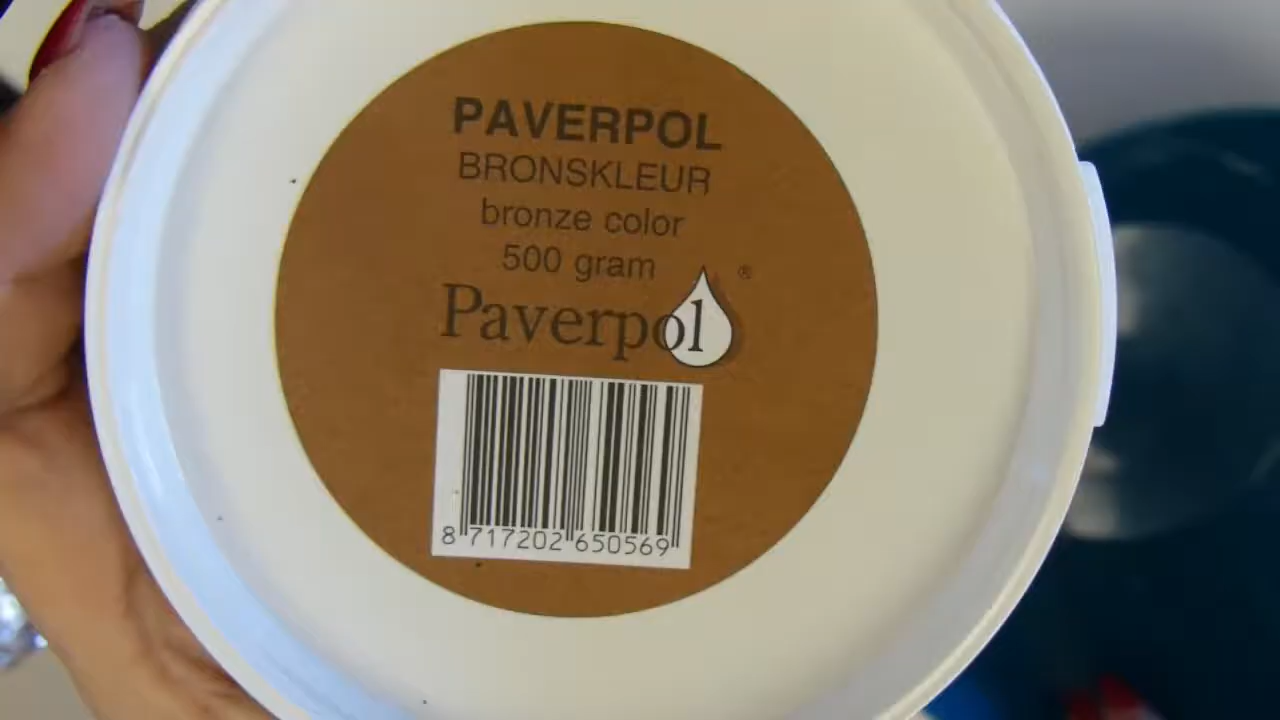 PAVERPOL
BRONSKLEUR
bronze color
500 gram
Paverpol ®
8 717202 650569